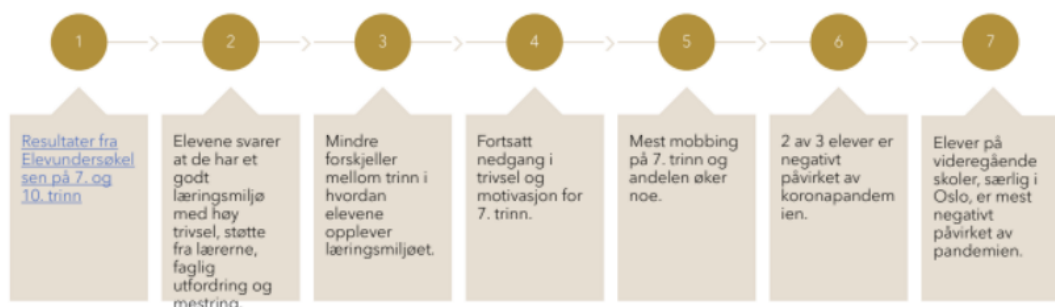 1
2
3
4
5
6
7
Resultater fra
Elevundersøkel
sen på 7. og
10. trinn
Elevene svarer
at de har et
godt
læringsmiljø
med høy
trivsel, støtte
fra lærerne,
faglig
utfordring og
mestring.
Mindre
forskjeller
mellom trinn i
hvordan
elevene
opplever
læringsmiljøet.
Fortsatt
nedgang i
trivsel og
motivasjon for
7. trinn.
Mest mobbing
på 7. trinn og
andelen øker
noe.
2 av 3 elever er
negativt
påvirket av
koronapandem
ien.
Elever på
videregående
skoler, særlig i
Oslo, er mest
negativt
påvirket av
pandemien.